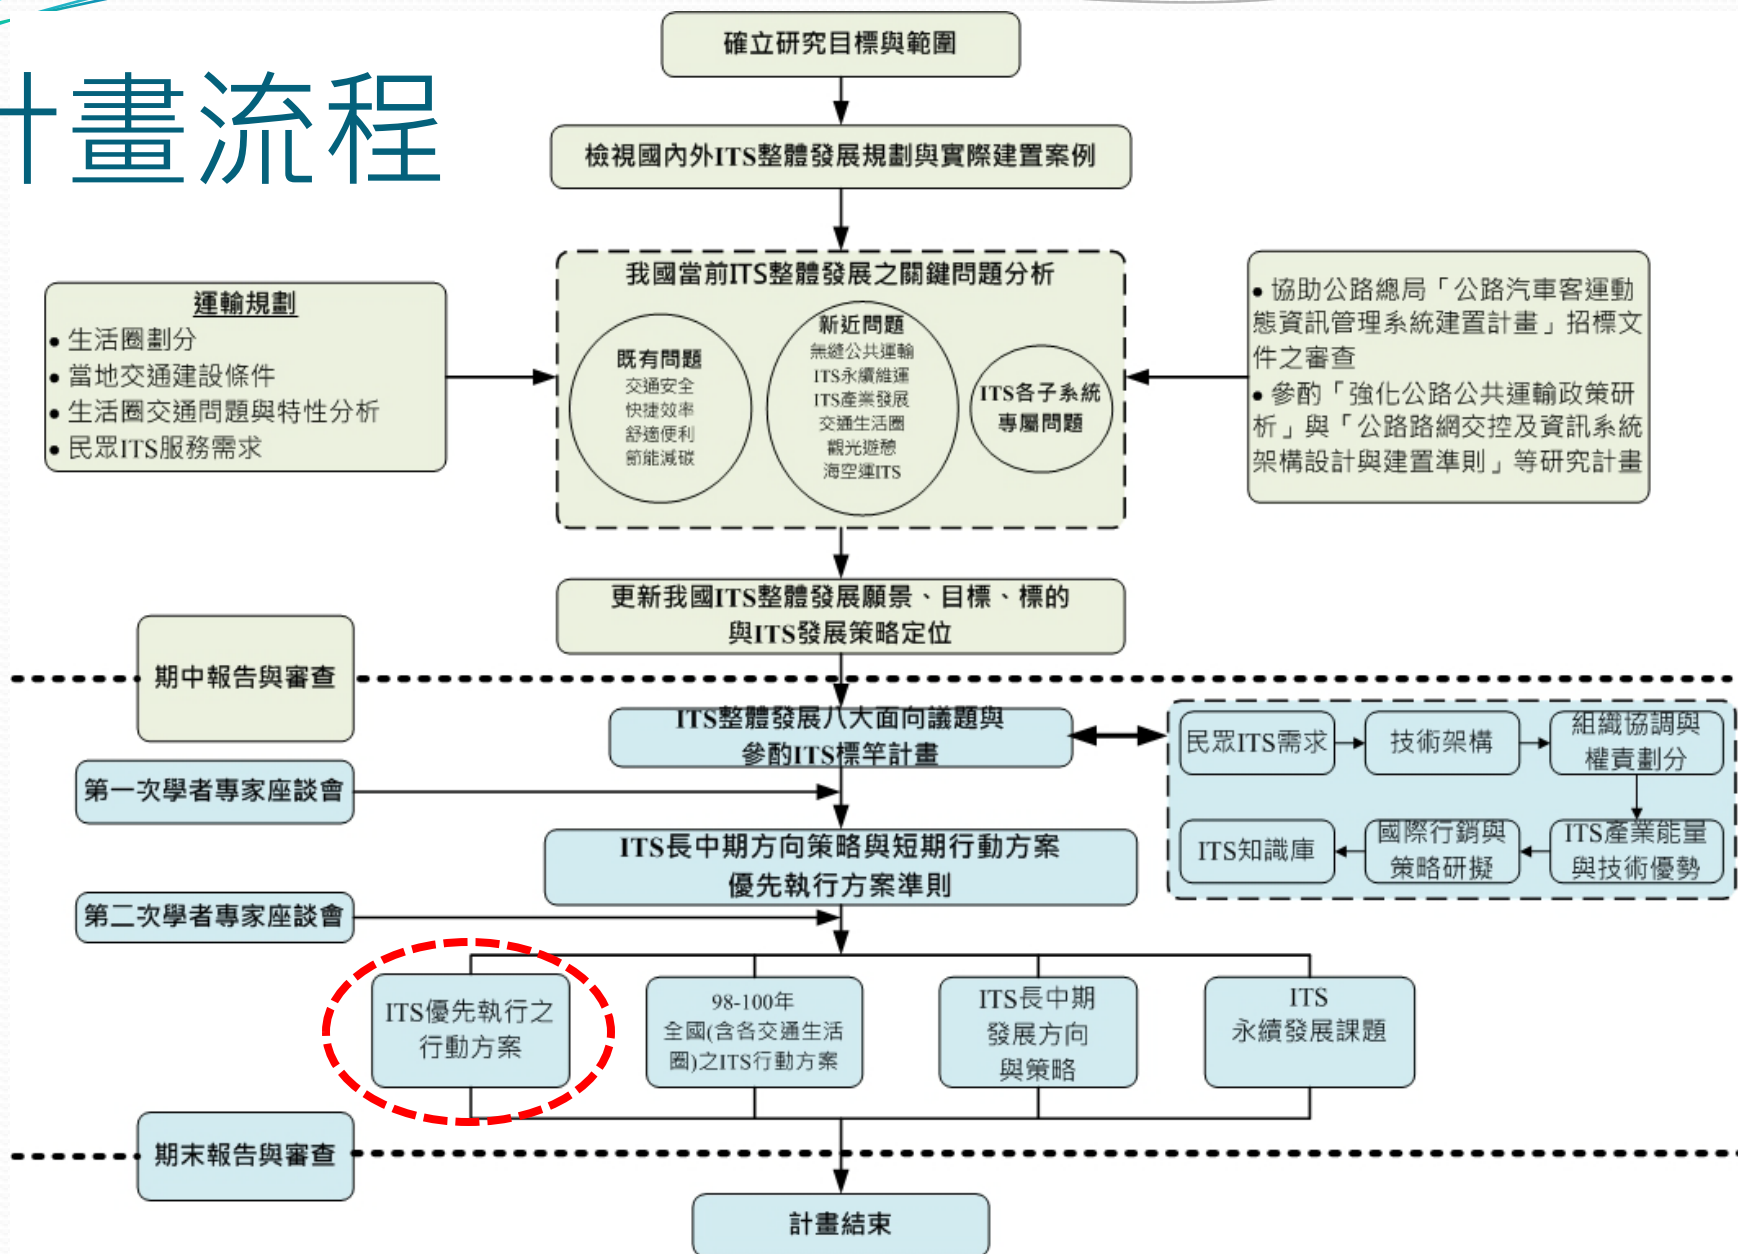 計畫流程
確立研究目標與範圍
檢視國內外ITS整體發展規劃與實際建置案例
運輸規劃
• 生活圈劃分
• 當地交通建設條件
• 生活圈交通問題與特性分析
• 民眾ITS服務需求
我國當前ITS整體發展之關鍵問題分析
既有問題
交通安全
快捷效率
舒適便利
節能減碳
新近問題
無縫公共運輸
ITS永續維運
ITS產業發展
交通生活圈
觀光遊憩
海空運ITS
ITS各子系統
專屬問題
• 協助公路總局「公路汽車客運動
態資訊管理系統建置計畫」招標文
件之審查
• 參酌「強化公路公共運輸政策研
析」與「公路路網交控及資訊系統
架構設計與建置準則」等研究計畫
更新我國ITS整體發展願景、目標、標的
與ITS發展策略定位
期中報告與審查
ITS整體發展八大面向議題與
參酌ITS標竿計畫
民眾ITS需求
技術架構
組織協調與
權責劃分
ITS產業能量
與技術優勢
國際行銷與
策略研擬
ITS知識庫
第一次學者專家座談會
ITS長中期方向策略與短期行動方案
優先執行方案準則
第二次學者專家座談會
ITS優先執行之
行動方案
98-100年
全國(含各交通生活
圈)之ITS行動方案
ITS長中期
發展方向
與策略
ITS
永續發展課題
期末報告與審查
計畫結束